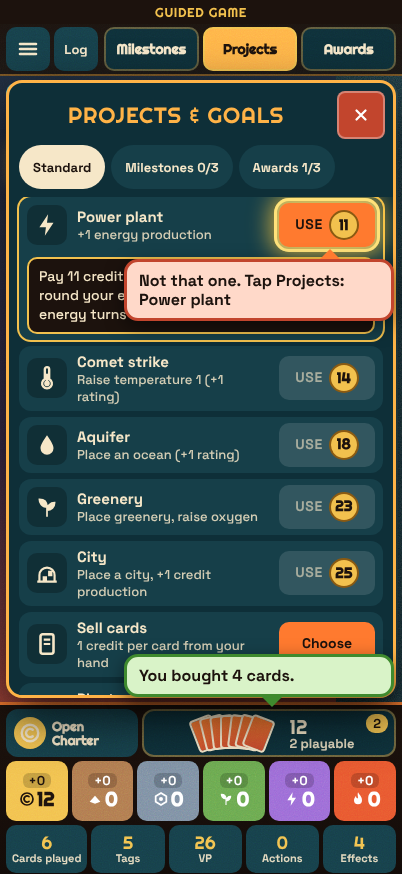 GUIDED GAME
Log
Milestones
Projects
Awards
PROJECTS & GOALS
×
Standard
Milestones 0/3
Awards 1/3
Power plant
+1 energy production
USE 11
Pay 11 credit
round your e
energy turns
Not that one. Tap Projects:
Power plant
Comet strike
Raise temperature 1 (+1
rating)
USE 14
Aquifer
Place an ocean (+1 rating)
USE 18
Greenery
Place greenery, raise oxygen
USE 23
City
Place a city, +1 credit
production
USE 25
Sell cards
1 credit per card from your
hand
Choose
You bought 4 cards.
Open
Charter
12
2 playable
2
+0
12
+0
0
+0
0
+0
0
+0
0
+0
0
6
Cards played
5
Tags
26
VP
0
Actions
4
Effects